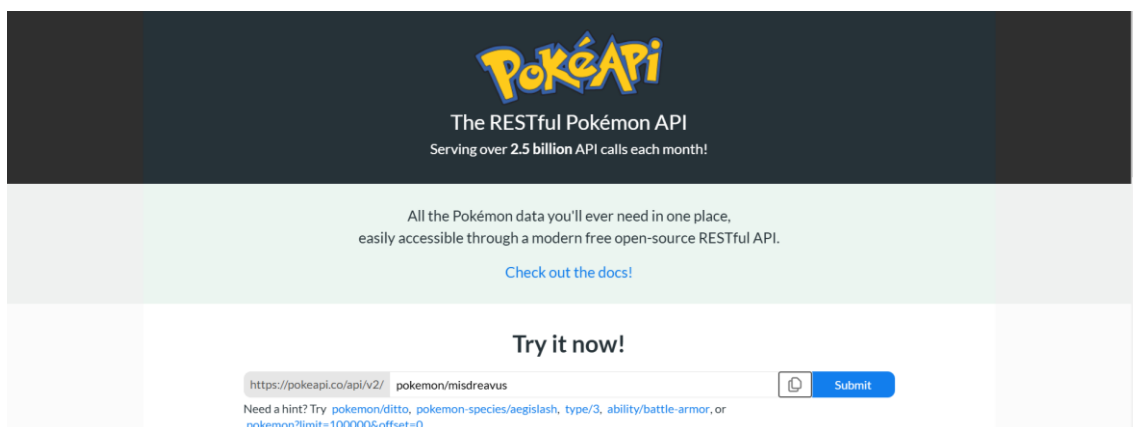 PokéAPi
The RESTful Pokémon API
Serving over 2.5 billion API calls each month!
All the Pokémon data you'll ever need in one place,
easily accessible through a modern free open-source RESTful API.
Check out the docs!
Try it now!
https://pokeapi.co/api/v2/ pokemon/misdreavus Submit
Need a hint? Try pokemon/ditto, pokemon-species/aegislash, type/3, ability/battle-armor, or
pokemon?limit=100000&offset=0